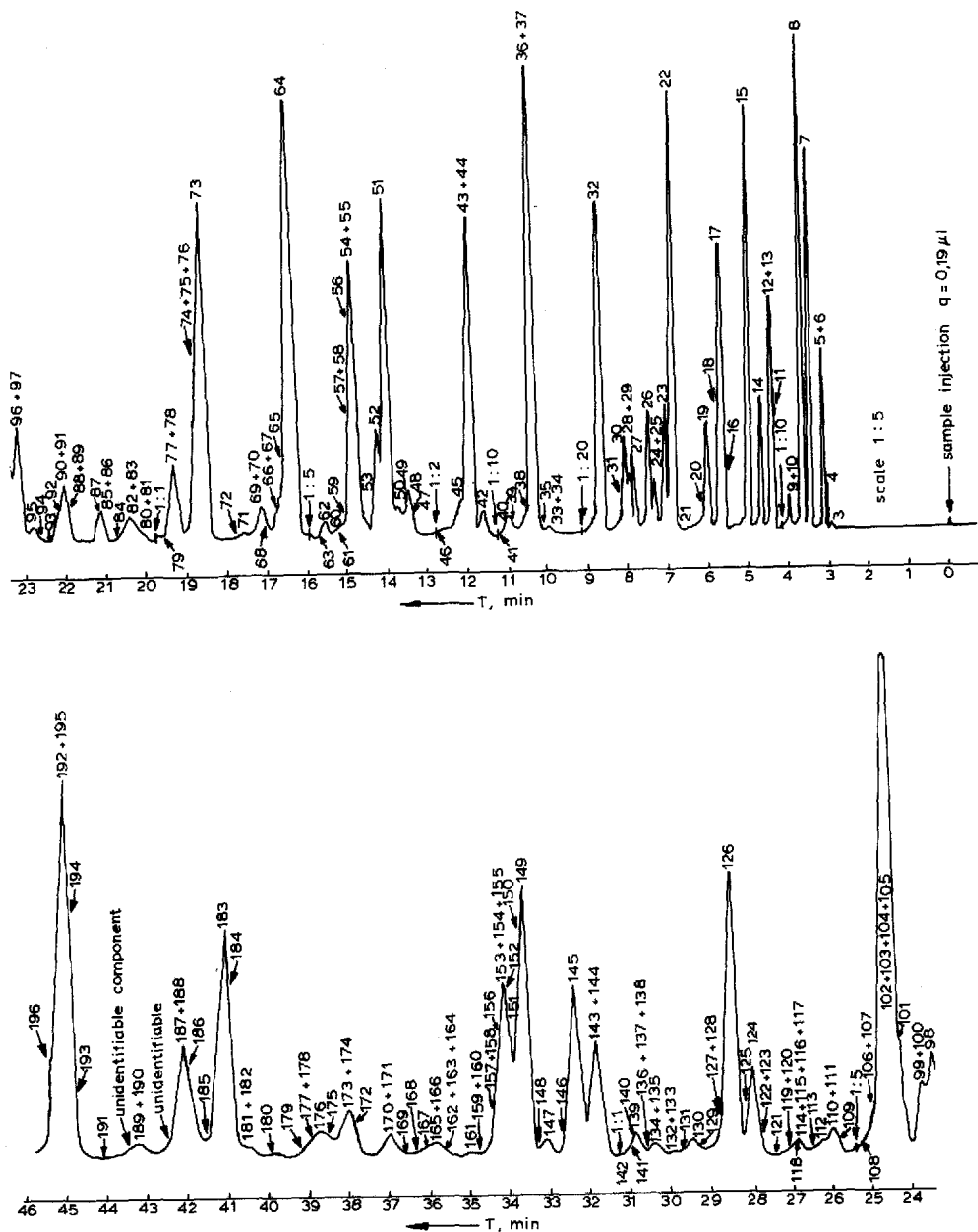 96 + 97
95
94
93
92
90 + 91
88 + 89
87
85 + 86
84
82 + 83
80 + 81
1 : 1
79
77 + 78
74 + 75 + 76
73
72
71
69 + 70
68
66 + 67
65
64
1 : 5
63
62
61
60
59
57 + 58
56
54 + 55
53
52
51
50
49
48
47
1 : 2
46
45
43 + 44
42
1 : 10
41
40
39
38
36 + 37
35
33 + 34
1 : 20
32
31
30
28 + 29
27
26
24 + 25
23
22
21
20
19
18
17
16
15
14
12 + 13
11
1 : 10
9 + 10
8
7
5 + 6
4
3
scale 1 : 5
sample injection q = 0,19 µl
23 22 21 20 19 18 17 16 15 14 13 12 11 10 9 8 7 6 5 4 3 2 1 0
T, min
196
192 + 195
194
193
191
unidentifiable component
189 + 190
unidentifiable
187 + 188
186
185
183
184
181 + 182
180
179
177 + 178
176
175
173 + 174
172
170 + 171
169
168
167
165 + 166
162 + 163 + 164
161
159 + 160
157 + 158
156
153 + 154 + 155
152
151
150
149
148
147
146
145
143 + 144
1 : 1
142
141
140
139
136 + 137 + 138
134 + 135
132 + 133
131
130
129
127 + 128
126
125
124
122 + 123
121
119 + 120
118
114 + 115 + 116 + 117
113
112
110 + 111
109
1 : 5
108
106 + 107
102 + 103 + 104 + 105
101
99 + 100
98
46 45 44 43 42 41 40 39 38 37 36 35 34 33 32 31 30 29 28 27 26 25 24
T, min